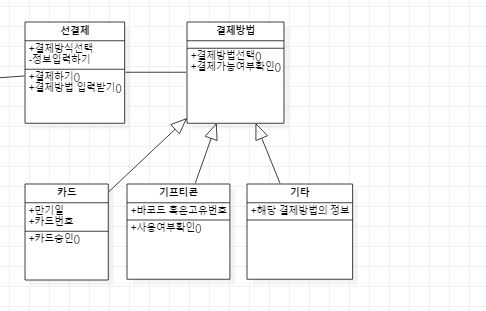 선결제
+결제방식선택
-정보입력하기
+결제하기()
+결제방법 입력받기()
결제방법
+결제방법선택()
+결제가능여부확인()
카드
+만기일
+카드번호
+카드승인()
기프티콘
+바코드 혹은고유번호
+사용여부확인()
기타
+해당 결제방법의 정보